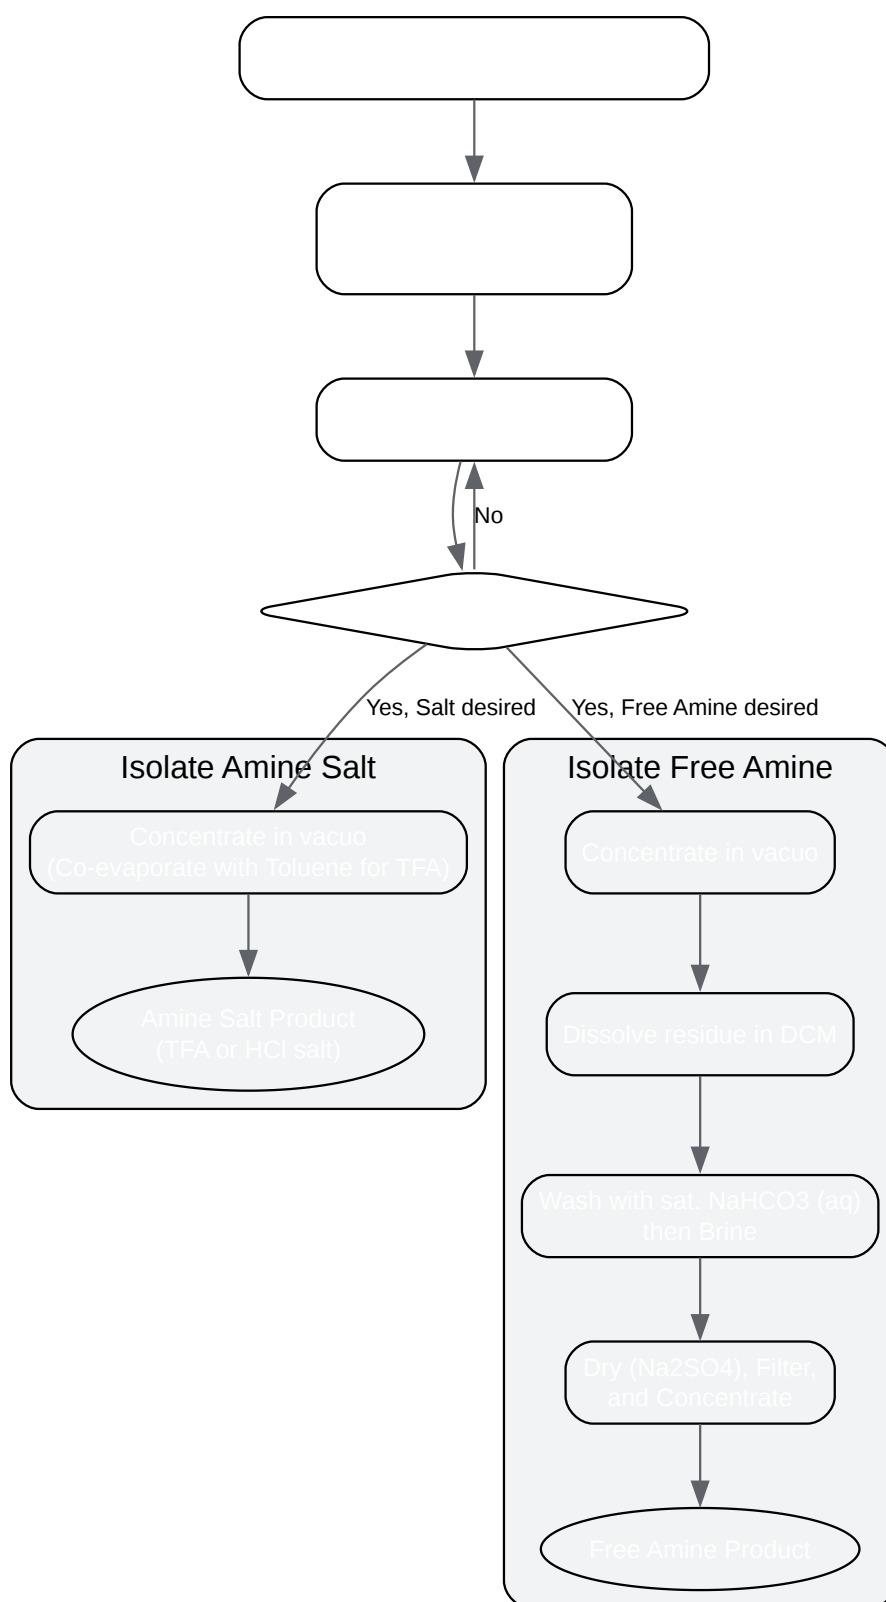 No
Yes, Salt desired
Yes, Free Amine desired
Isolate Amine Salt
Concentrate in vacuo
(Co-evaporate with Toluene for TFA)
Amine Salt Product
(TFA or HCl salt)
Isolate Free Amine
Concentrate in vacuo
Dissolve residue in DCM
Wash with sat. NaHCO3 (aq)
then Brine
Dry (Na2SO4), Filter,
and Concentrate
Free Amine Product